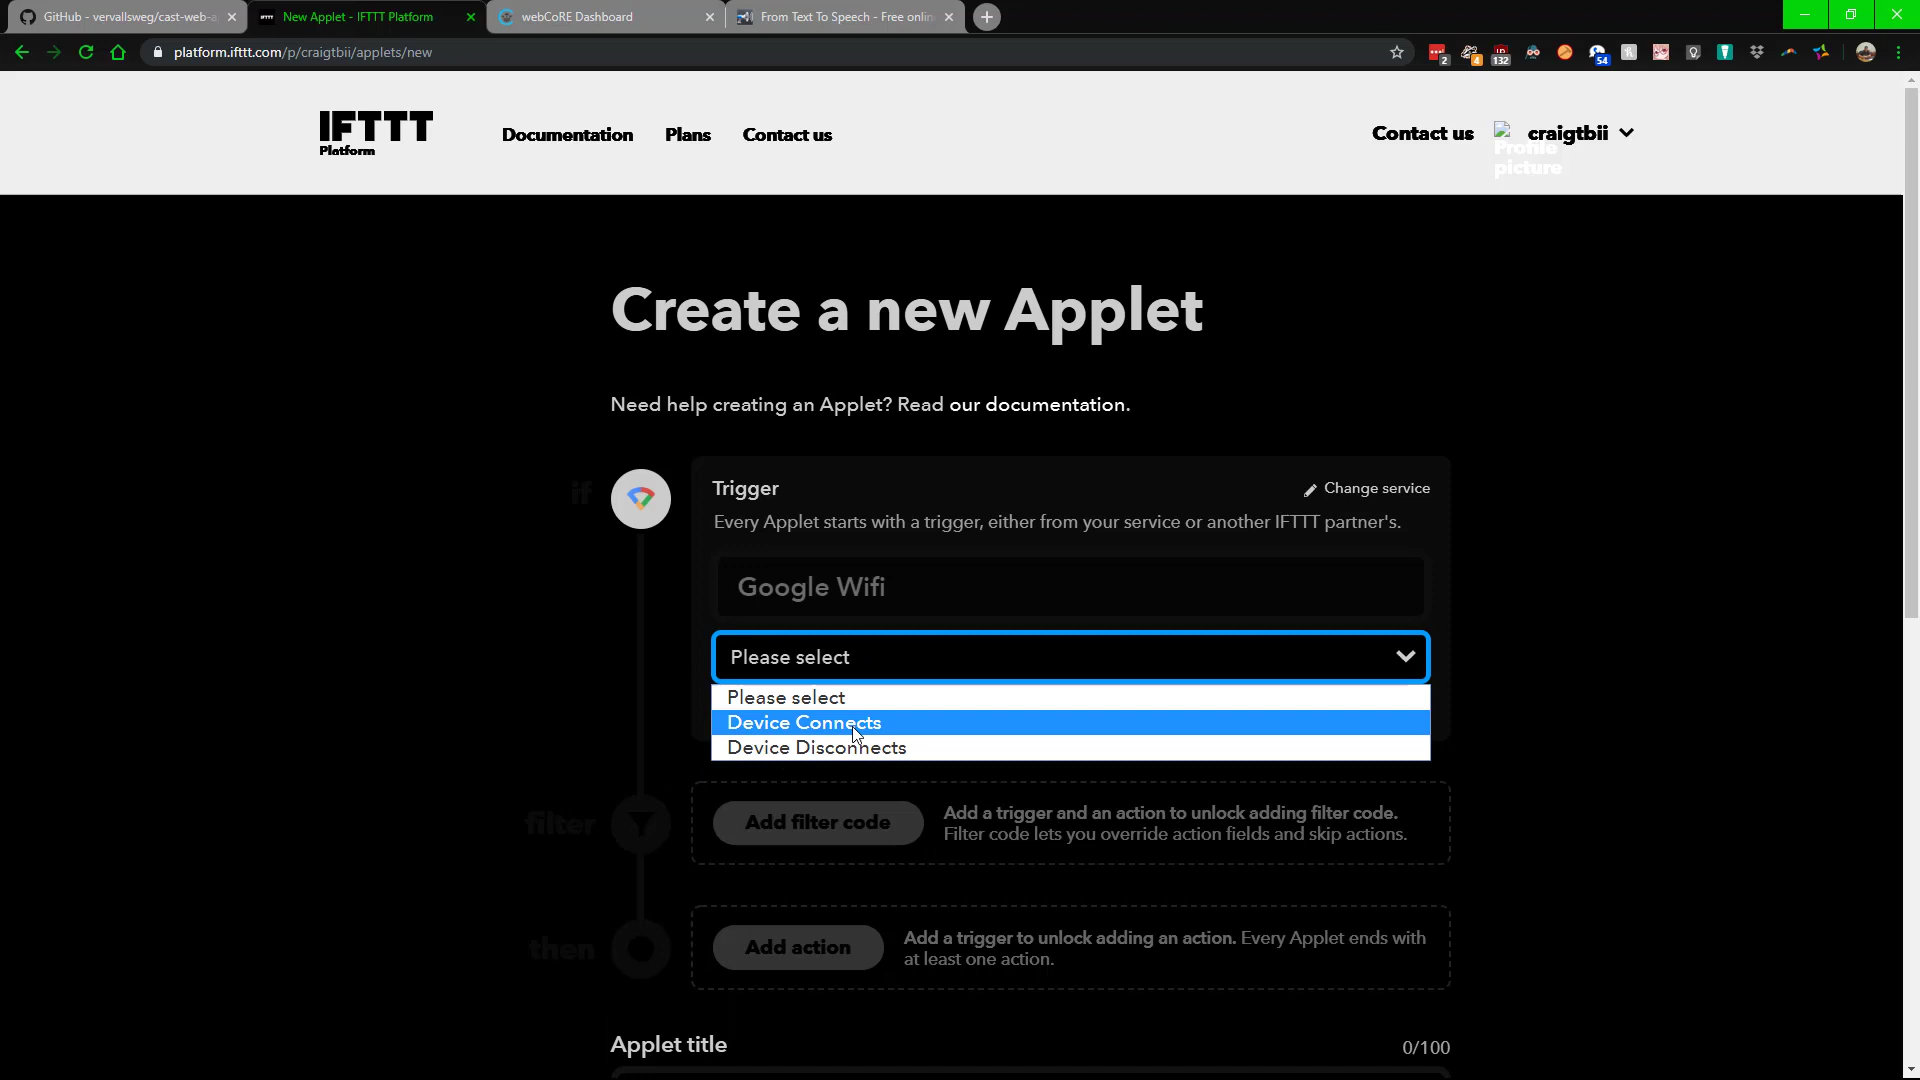 GitHub - vervallsweg/cast-web-a
New Applet - IFTTT Platform
webCoRE Dashboard
From Text To Speech - Free onlin
platform.ifttt.com/p/craigtbii/applets/new
2
4
132
54
IFTTT
Platform
Documentation
Plans
Contact us
Contact us
Profile
picture
craigtbii
Create a new Applet
Need help creating an Applet? Read our documentation.
if
Trigger
Change service
Every Applet starts with a trigger, either from your service or another IFTTT partner's.
Google Wifi
Please select
Please select
Device Connects
Device Disconnects
filter
Add filter code
Add a trigger and an action to unlock adding filter code.
Filter code lets you override action fields and skip actions.
then
Add action
Add a trigger to unlock adding an action. Every Applet ends with
at least one action.
Applet title
0/100